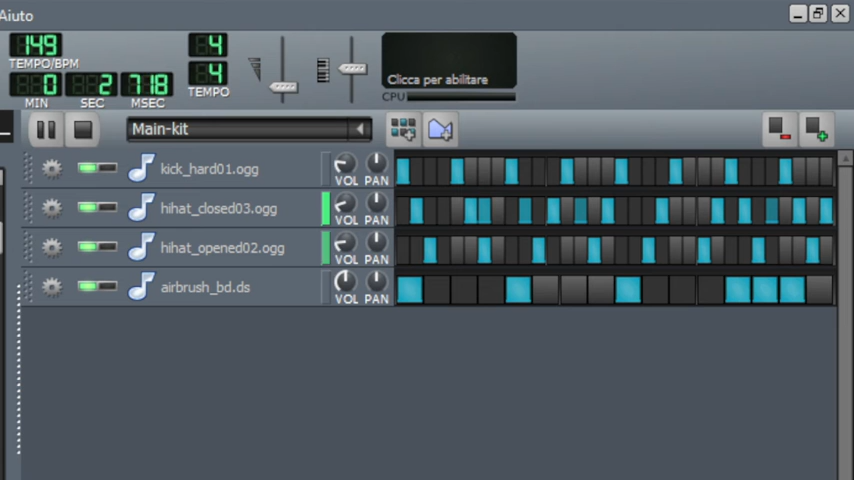 Aiuto
149
TEMPO/BPM
4
4
TEMPO
0 2 718
MIN SEC MSEC
Clicca per abilitare
CPU
Main-kit
kick_hard01.ogg
VOL PAN
hihat_closed03.ogg
VOL PAN
hihat_opened02.ogg
VOL PAN
airbrush_bd.ds
VOL PAN